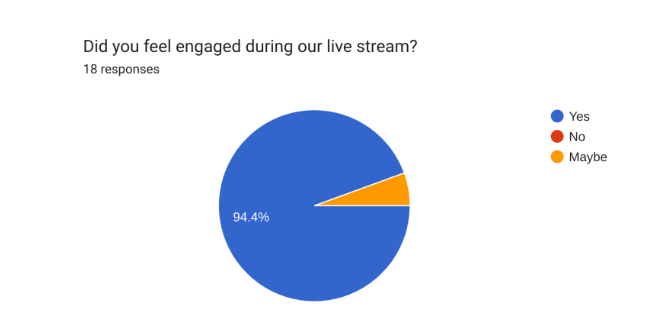 Did you feel engaged during our live stream?
18 responses
Yes
No
Maybe
94.4%